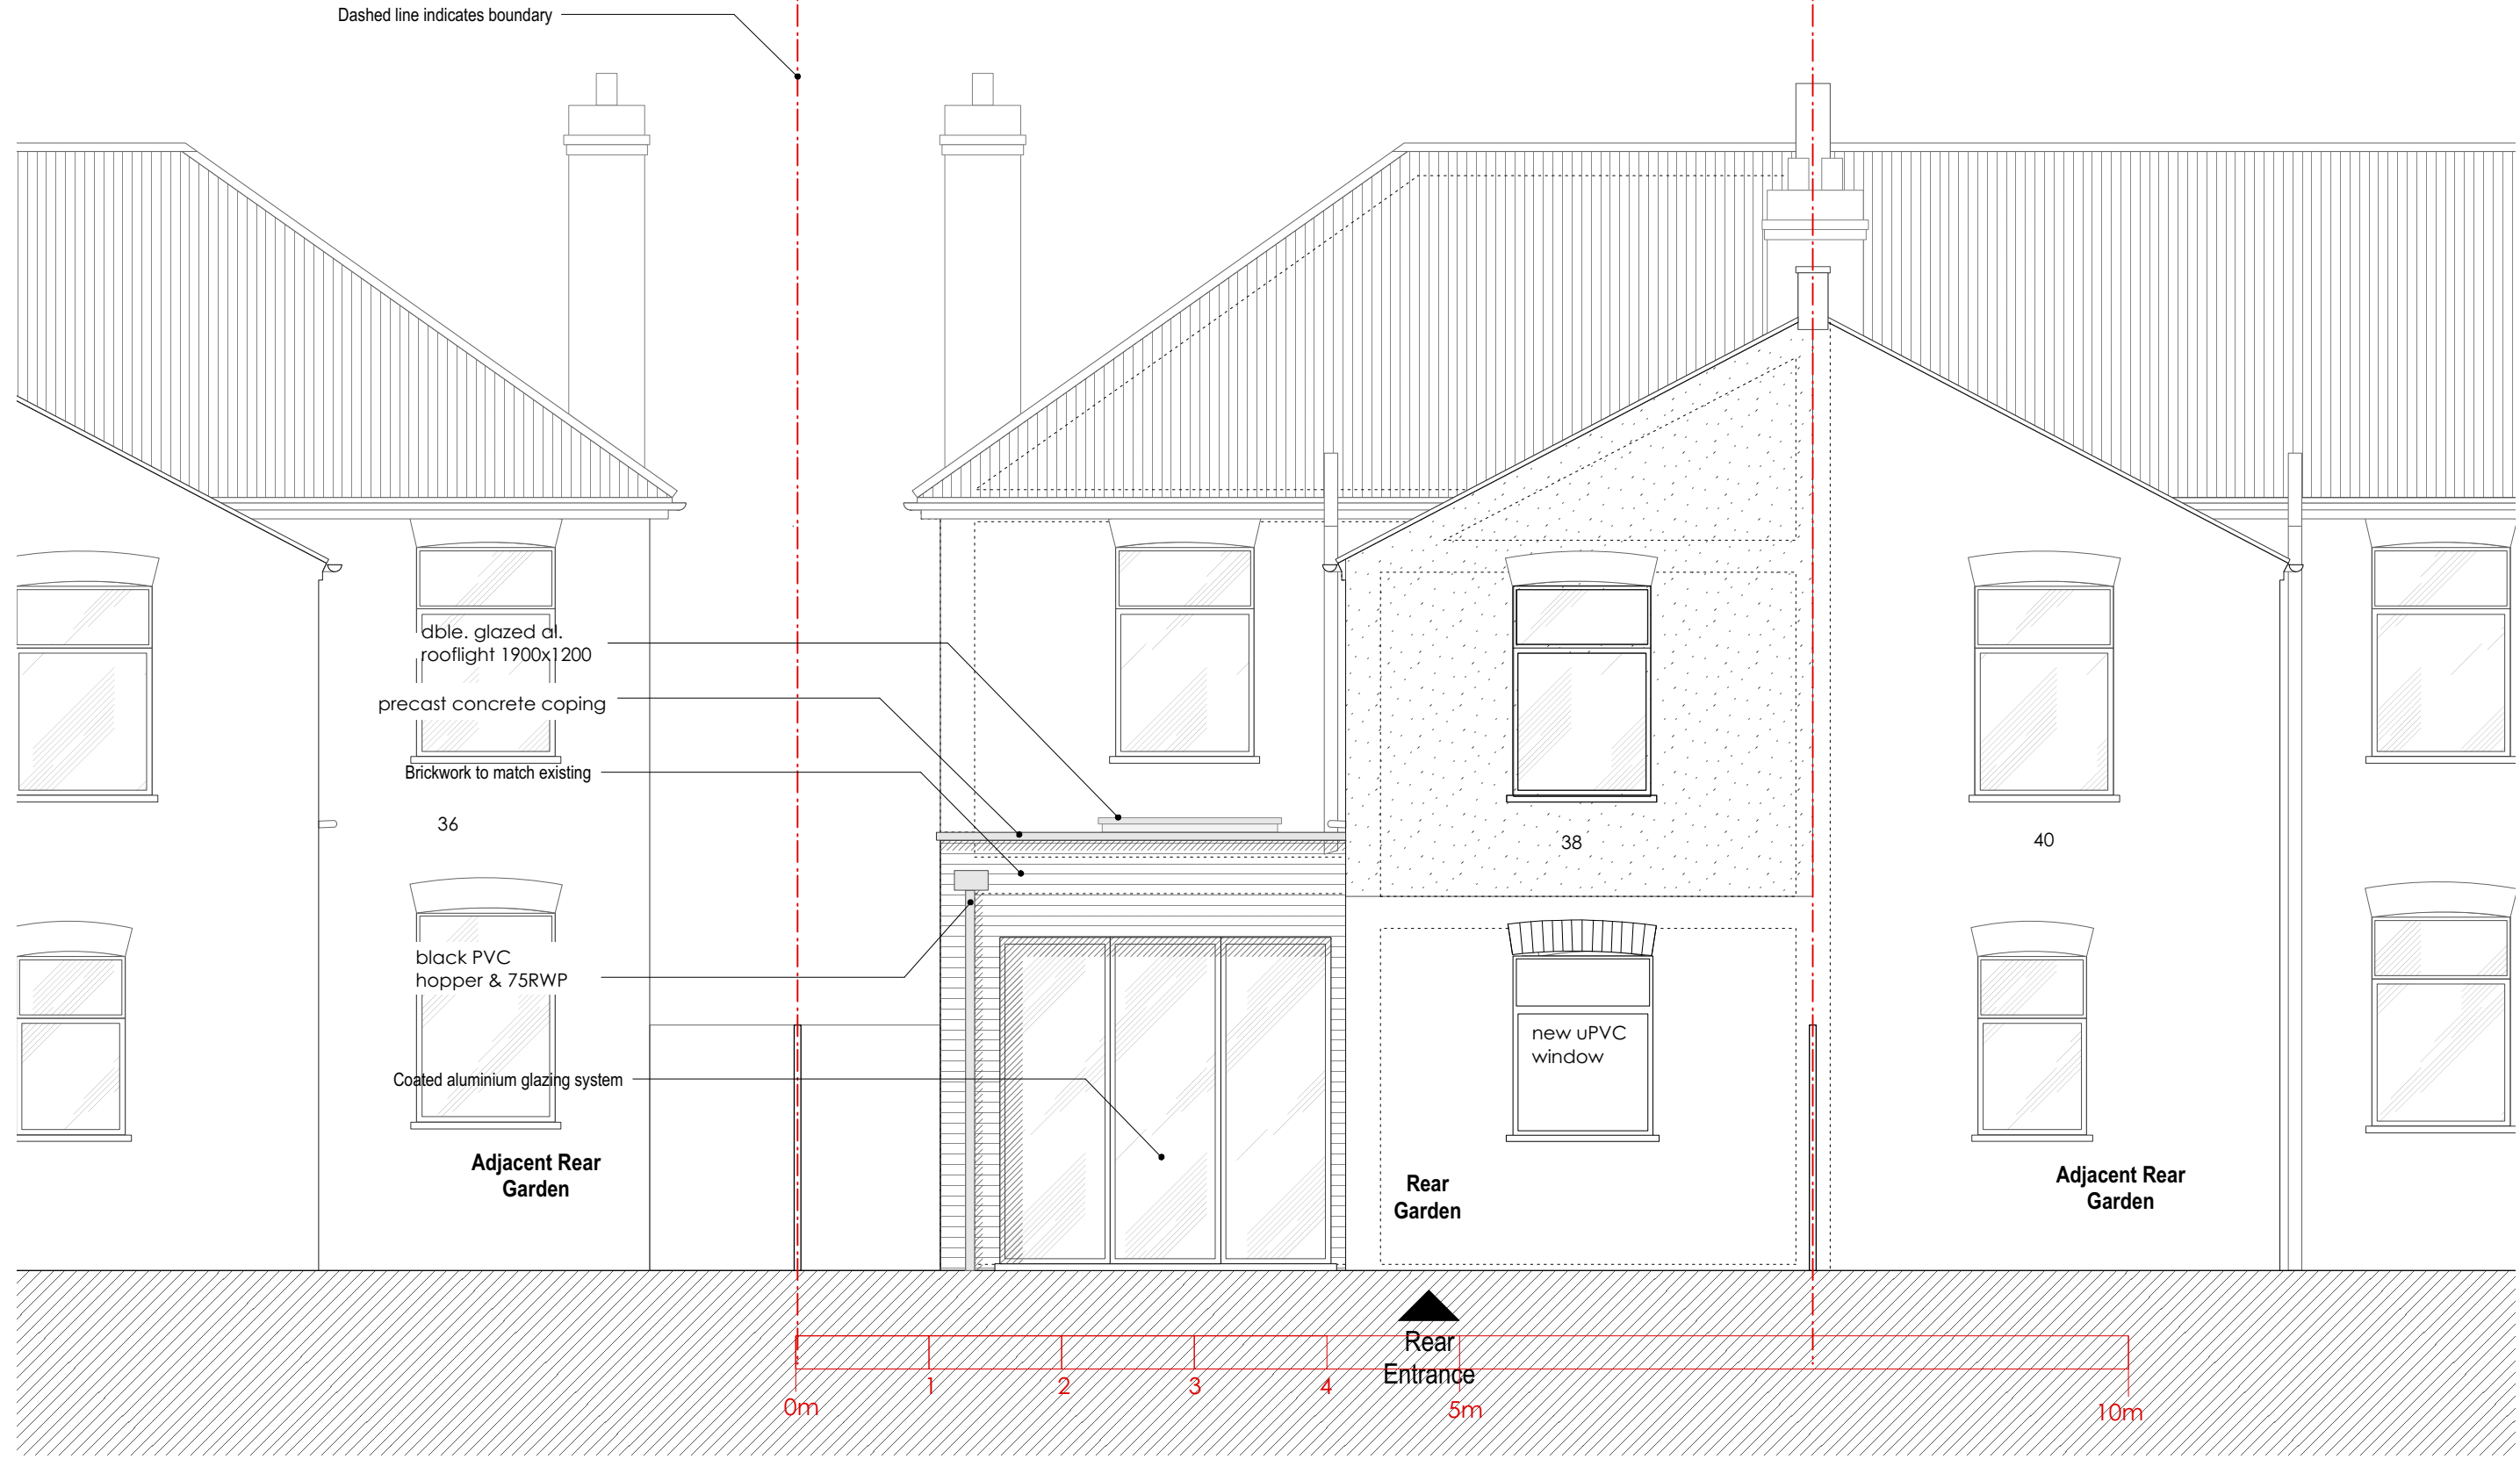 Dashed line indicates boundary
dble. glazed al.
rooflight 1900x1200
precast concrete coping
Brickwork to match existing
36
38
40
black PVC
hopper & 75RWP
new uPVC
window
Coated aluminium glazing system
Adjacent Rear
Garden
Rear
Garden
Adjacent Rear
Garden
Rear
Entrance
0m
1
2
3
4
5m
10m